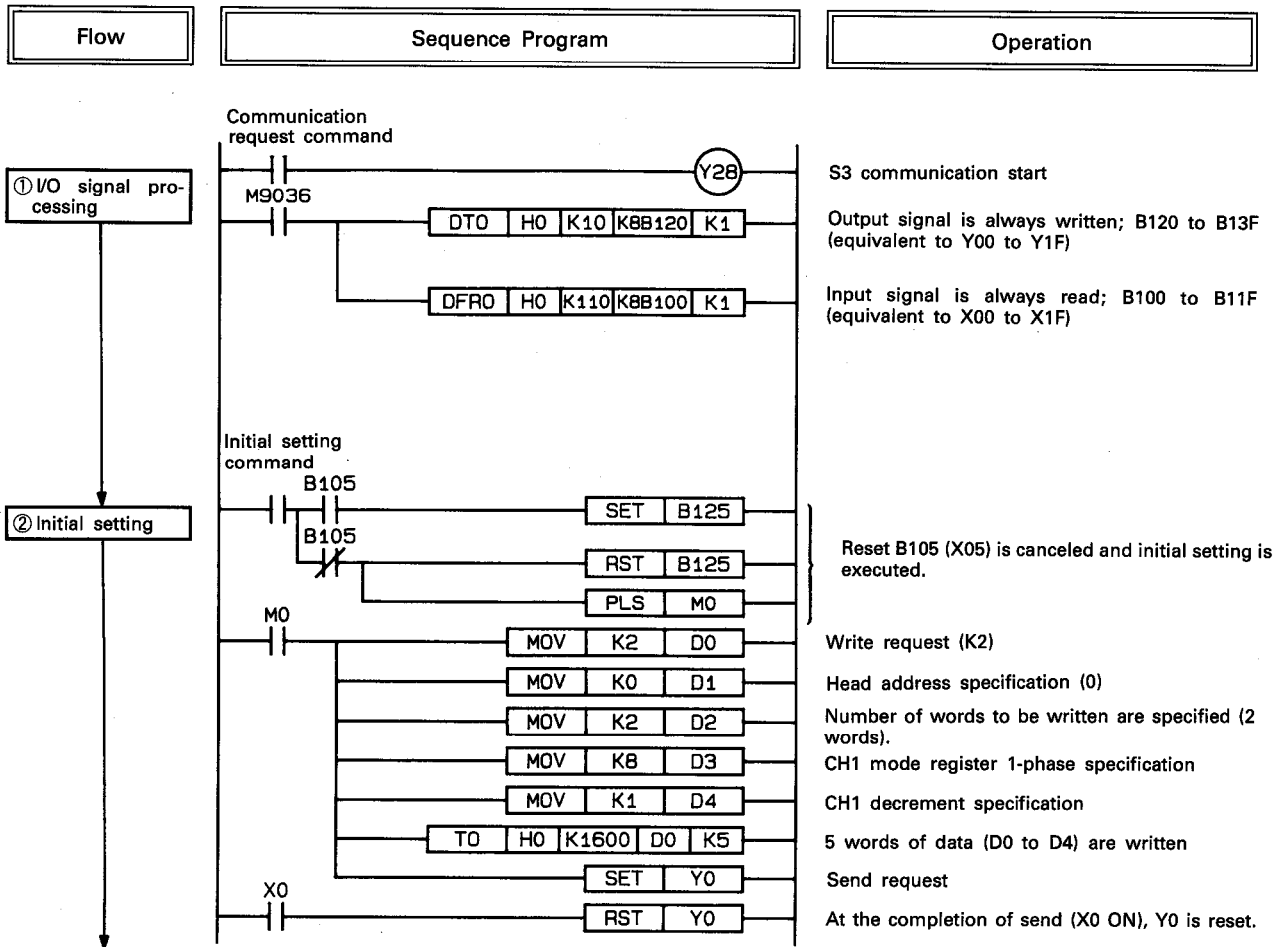 Flow
Sequence Program
Operation
Communication
request command
Y28
S3 communication start
① I/O signal pro-
cessing
M9036
DTO H0 K10 K8B120 K1
Output signal is always written; B120 to B13F
(equivalent to Y00 to Y1F)
DFRO H0 K110 K8B100 K1
Input signal is always read; B100 to B11F
(equivalent to X00 to X1F)
Initial setting
command
B105
② Initial setting
SET B125
B105
RST B125
Reset B105 (X05) is canceled and initial setting is
executed.
PLS M0
M0
MOV K2 D0
Write request (K2)
MOV K0 D1
Head address specification (0)
MOV K2 D2
Number of words to be written are specified (2
words).
MOV K8 D3
CH1 mode register 1-phase specification
MOV K1 D4
CH1 decrement specification
TO H0 K1600 D0 K5
5 words of data (D0 to D4) are written
SET Y0
Send request
X0
RST Y0
At the completion of send (X0 ON), Y0 is reset.